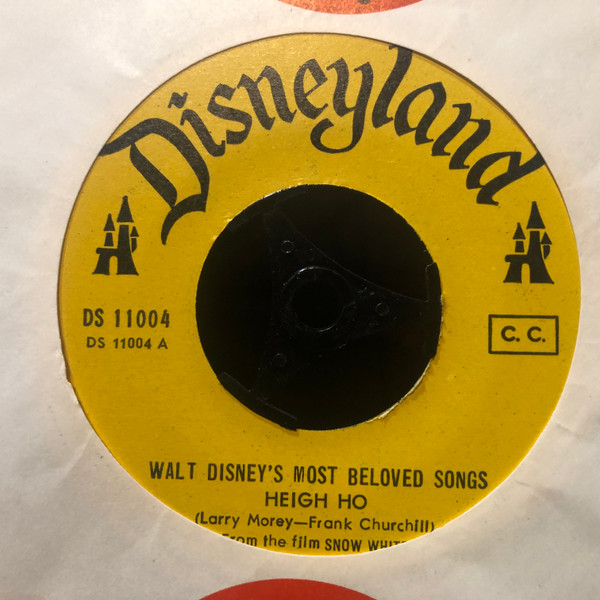 Disneyland
DS 11004
DS 11004 A
C. C.
WALT DISNEY'S MOST BELOVED SONGS
HEIGH HO
(Larry Morey—Frank Churchill)
From the film SNOW WHITE